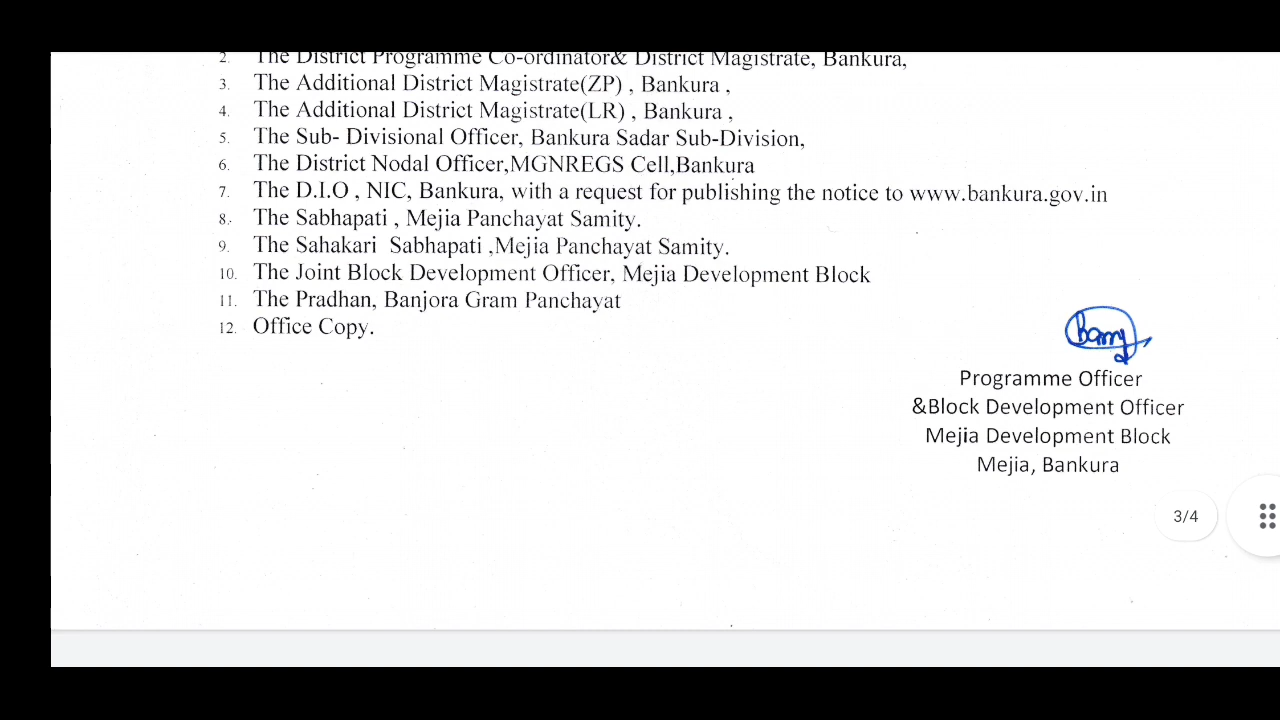 2. The District Programme Co-ordinator& District Magistrate, Bankura,
3. The Additional District Magistrate(ZP) , Bankura ,
4. The Additional District Magistrate(LR) , Bankura ,
5. The Sub- Divisional Officer, Bankura Sadar Sub-Division,
6. The District Nodal Officer,MGNREGS Cell,Bankura
7. The D.I.O , NIC, Bankura, with a request for publishing the notice to www.bankura.gov.in
8. The Sabhapati , Mejia Panchayat Samity.
9. The Sahakari Sabhapati ,Mejia Panchayat Samity.
10. The Joint Block Development Officer, Mejia Development Block
11. The Pradhan, Banjora Gram Panchayat
12. Office Copy.
Programme Officer
&Block Development Officer
Mejia Development Block
Mejia, Bankura
3/4